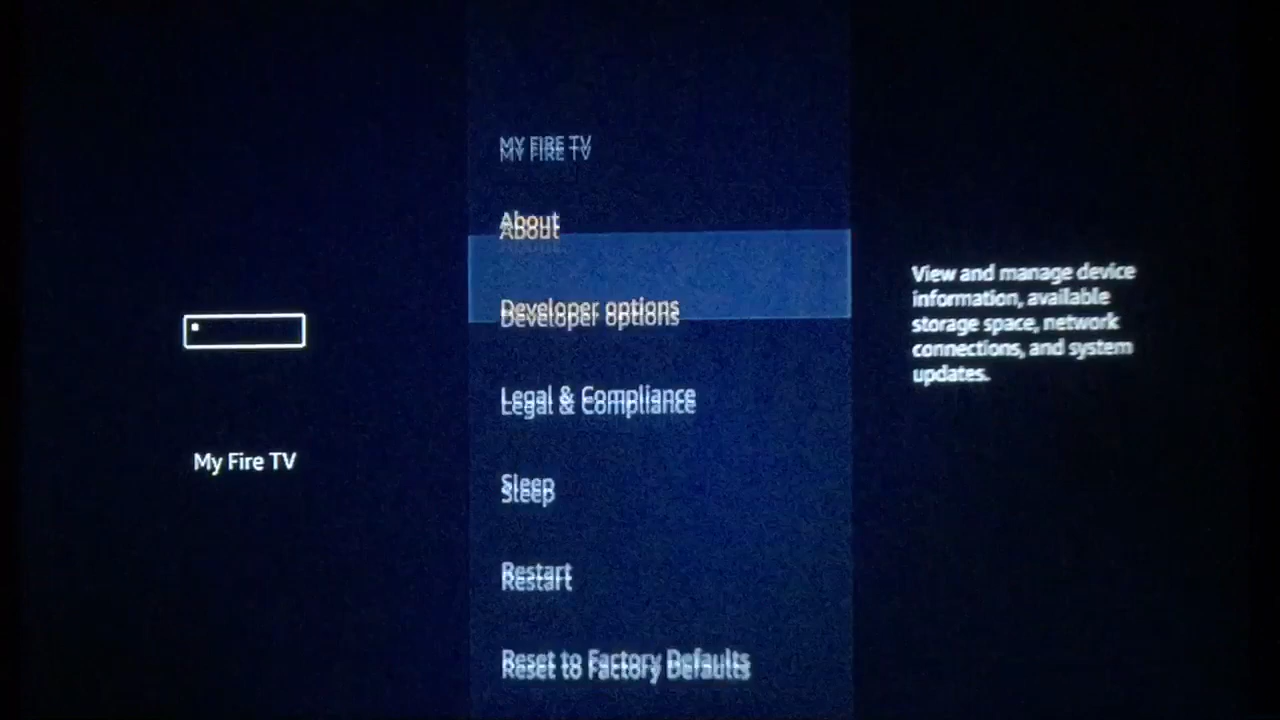 MY FIRE TV
About
Developer options
Legal & Compliance
Sleep
Restart
Reset to Factory Defaults
My Fire TV
View and manage device
information, available
storage space, network
connections, and system
updates.